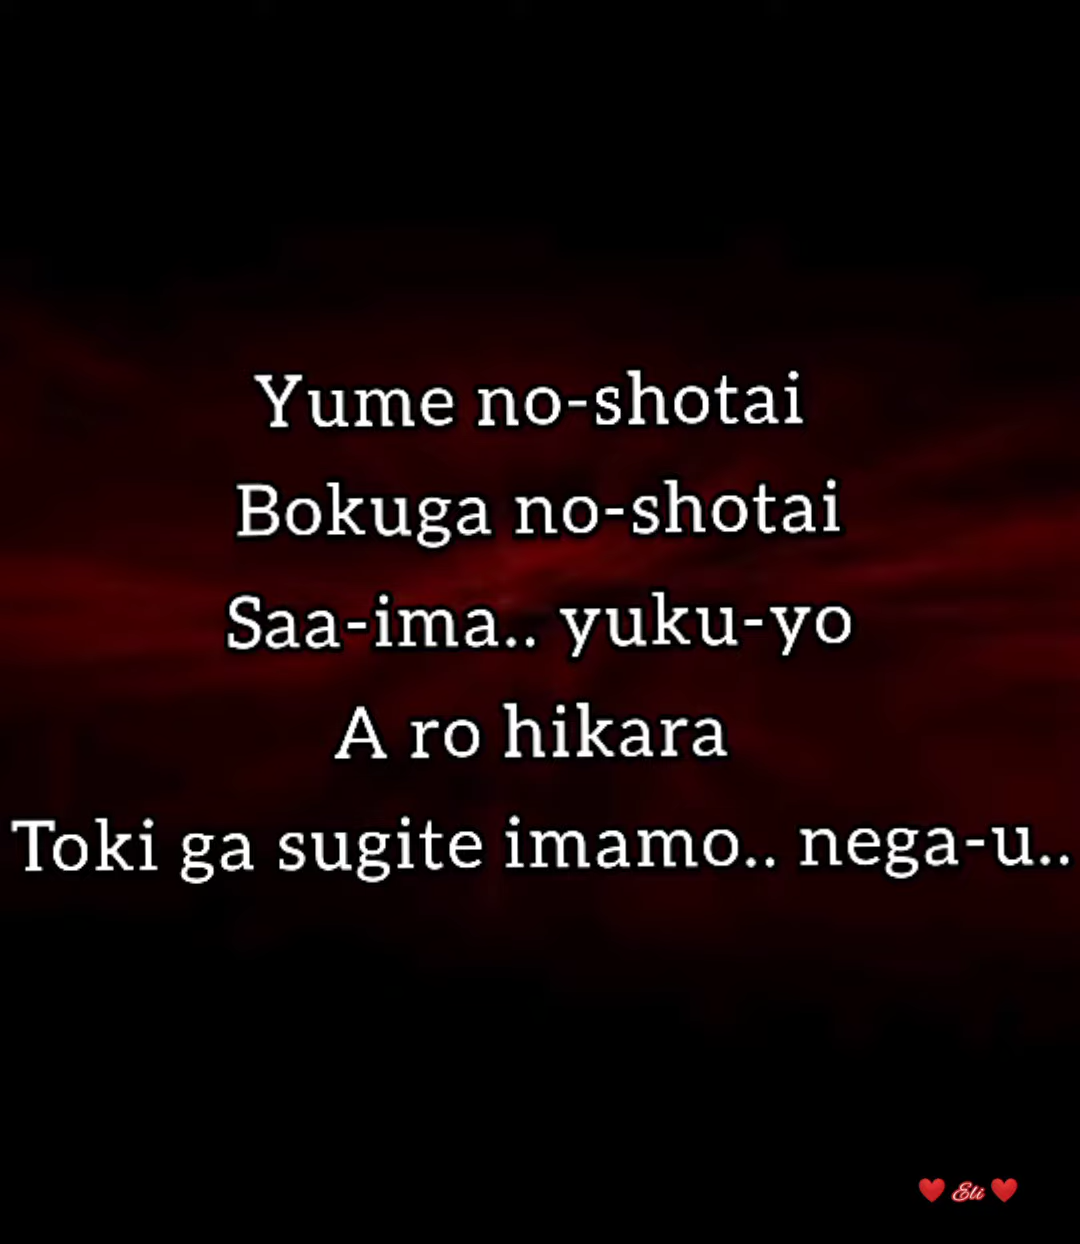 Yume no-shotai
Bokuga no-shotai
Saa-ima.. yuku-yo
A ro hikara
Toki ga sugite imamo.. nega-u..
❤️ Eli ❤️